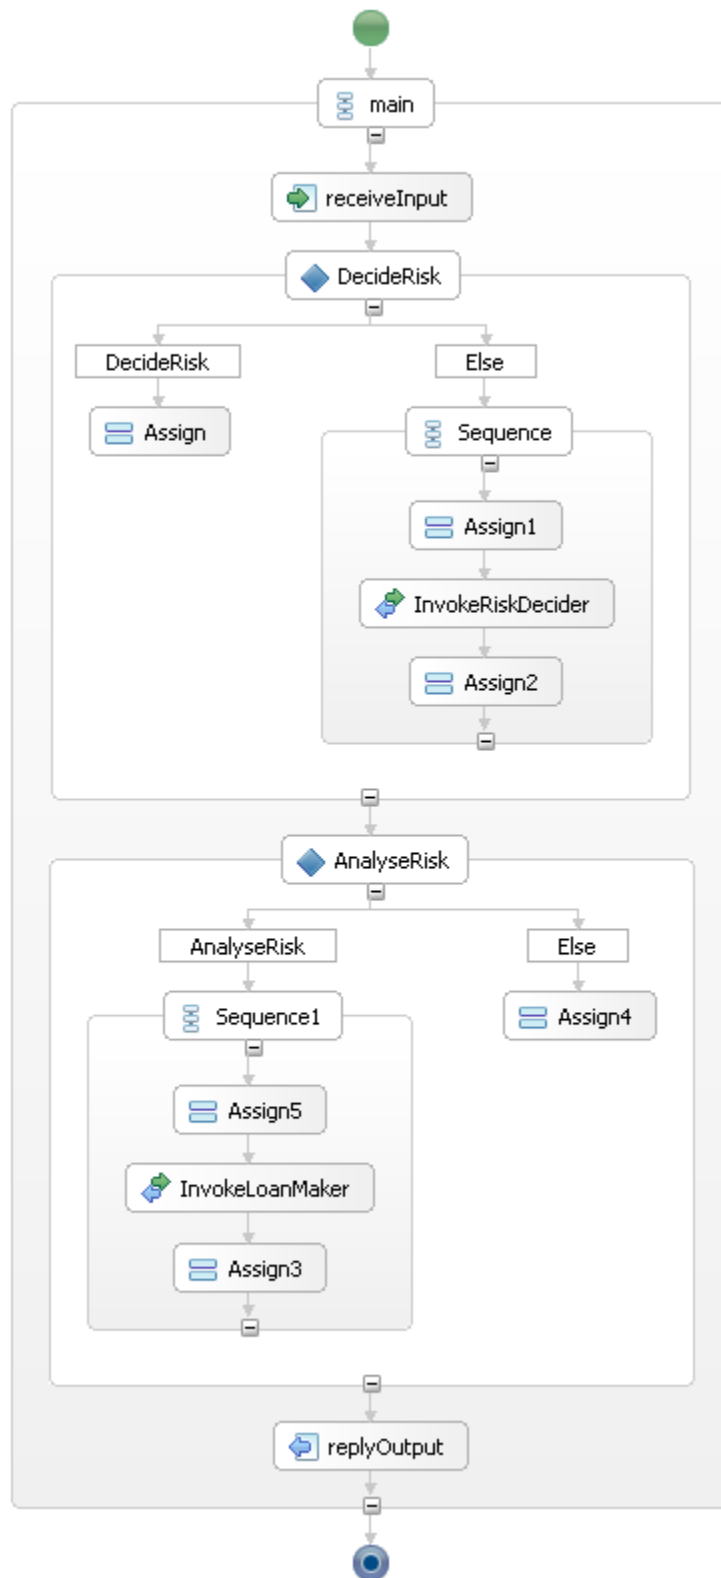 main
receiveInput
DecideRisk
DecideRisk
Else
Assign
Sequence
Assign1
InvokeRiskDecider
Assign2
AnalyseRisk
AnalyseRisk
Else
Sequence1
Assign4
Assign5
InvokeLoanMaker
Assign3
replyOutput